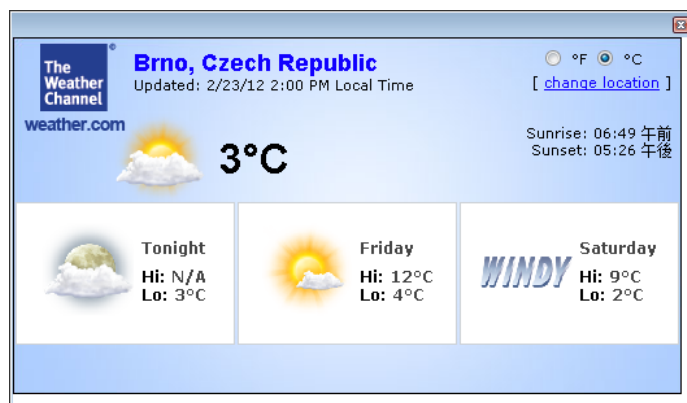 The
Weather
Channel
weather.com
Brno, Czech Republic
Updated: 2/23/12 2:00 PM Local Time
°F °C
[ change location ]
3°C
Sunrise: 06:49 午前
Sunset: 05:26 午後
Tonight
Hi: N/A
Lo: 3°C
Friday
Hi: 12°C
Lo: 4°C
WINDY
Saturday
Hi: 9°C
Lo: 2°C